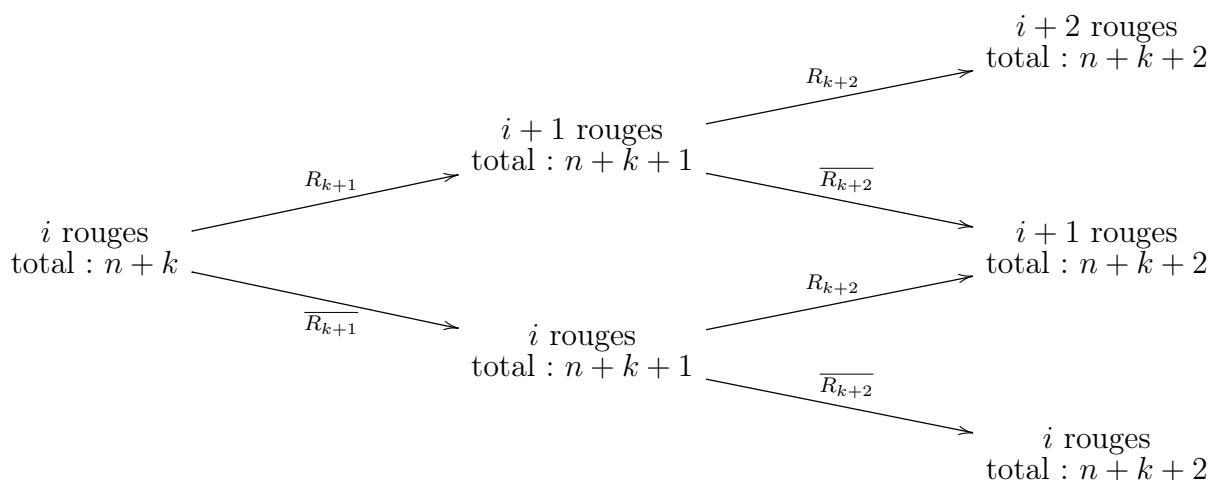 i + 2 rouges
total : n + k + 2
R_{k+2}
i + 1 rouges
total : n + k + 1
R_{k+1}
\overline{R_{k+2}}
i rouges
total : n + k
i + 1 rouges
total : n + k + 2
R_{k+2}
\overline{R_{k+1}}
i rouges
total : n + k + 1
\overline{R_{k+2}}
i rouges
total : n + k + 2